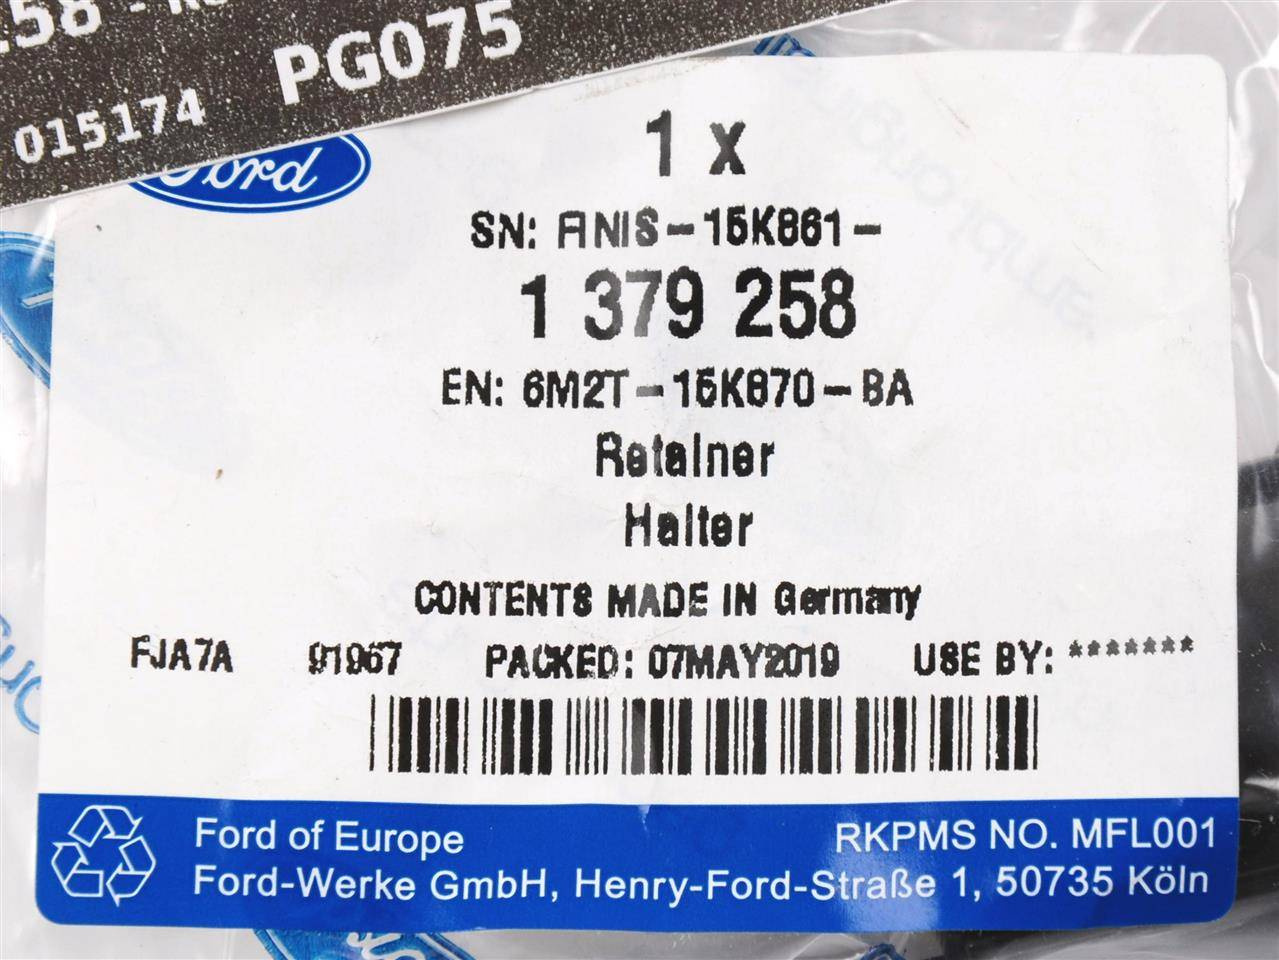 PG075
015174
Ford
1 x
SN: FINIS-15K861-
1 379 258
EN: 6M2T-15K870-BA
Retainer
Halter
CONTENTS MADE IN Germany
FJA7A 91967 PACKED: 07MAY2019 USE BY: *******
Ford of Europe RKPMS NO. MFL001
Ford-Werke GmbH, Henry-Ford-Straße 1, 50735 Köln